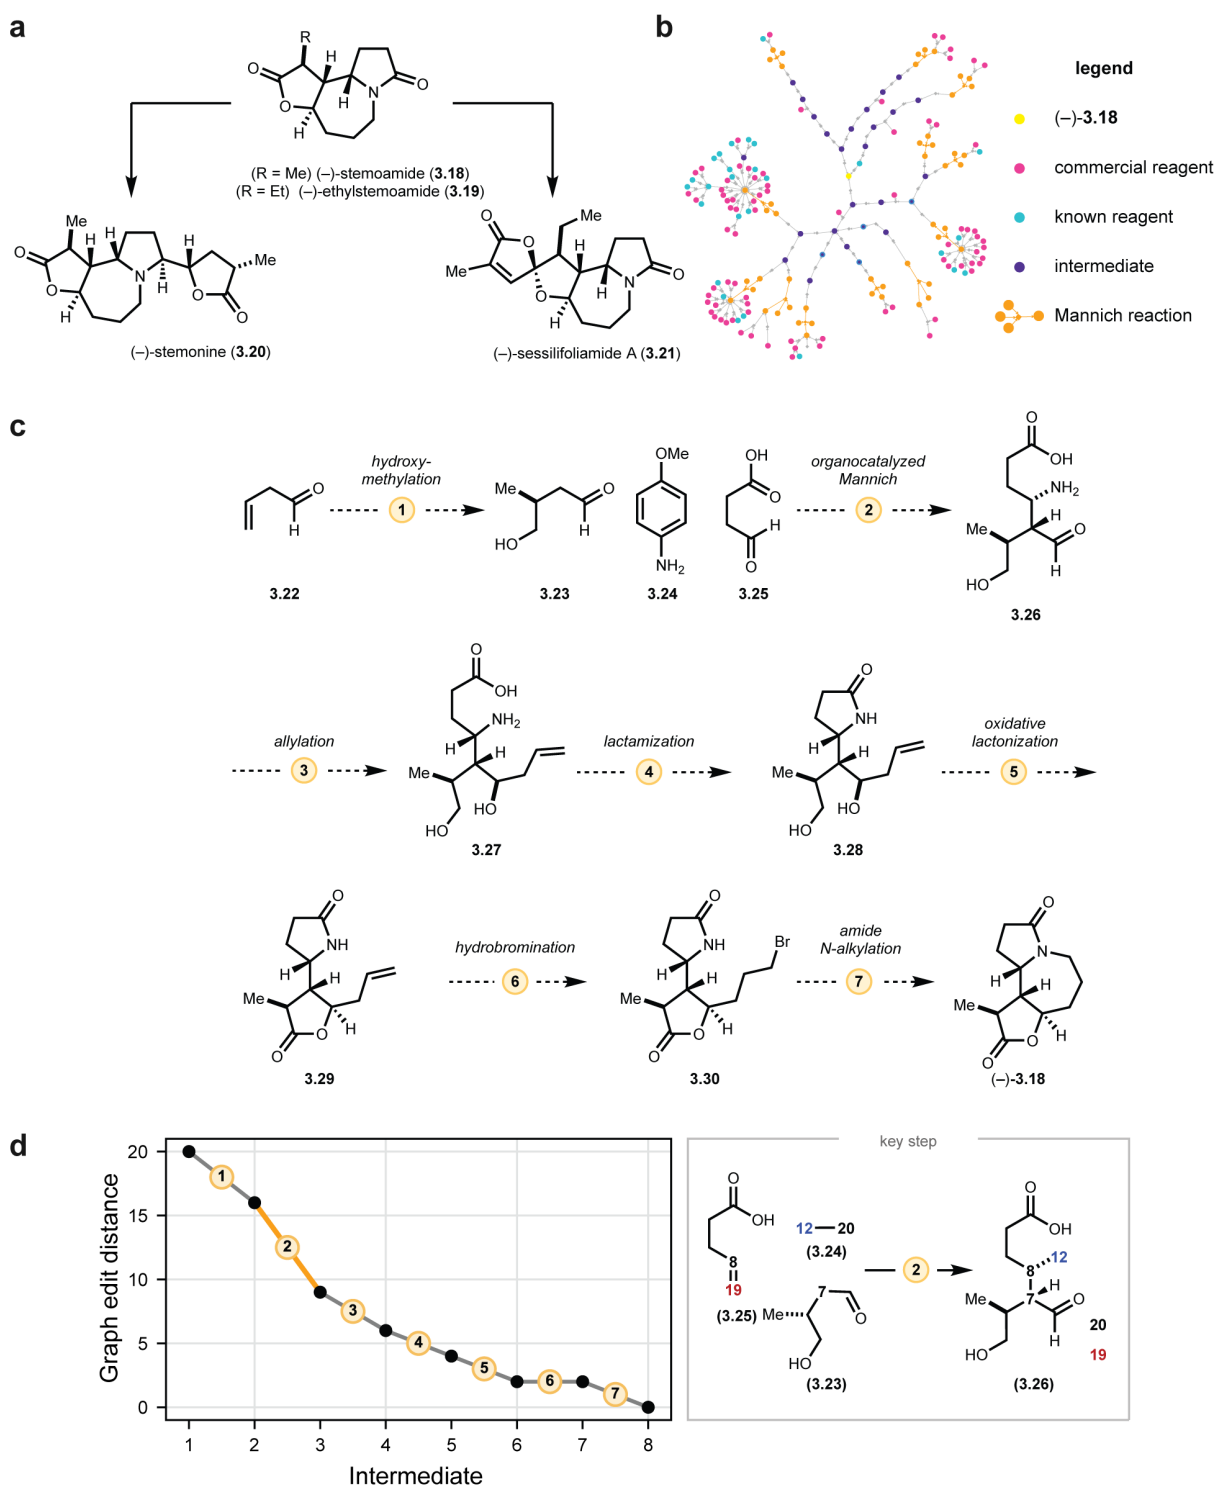 a
R
O
H
O
O
N
H
H
(R = Me) (–)-stemoamide (3.18)
(R = Et) (–)-ethylstemoamide (3.19)
Me
H
H
H
O
O
N
H
H
O
O
Me
(–)-stemonine (3.20)
O
O
Me
H
Me
O
N
O
H
H
(–)-sessilifoliamide A (3.21)
b
legend
(–)-3.18
commercial reagent
known reagent
intermediate
Mannich reaction
c
O
H
3.22
hydroxy-
methylation
1
Me
O
HO
H
3.23
OMe
NH2
3.24
OH
O
H
O
3.25
organocatalyzed
Mannich
2
O
OH
NH2
H
Me
O
HO
H
3.26
allylation
3
O
OH
NH2
H
H
Me
HO
HO
3.27
lactamization
4
O
NH
H
H
Me
HO
HO
3.28
oxidative
lactonization
5
O
NH
H
H
Me
O
H
O
3.29
hydrobromination
6
O
NH
Br
H
H
Me
O
H
O
3.30
amide
N-alkylation
7
O
N
H
H
Me
O
H
O
(–)-3.18
d
Graph edit distance
20
15
10
5
0
1
2
3
4
5
6
7
1
2
3
4
5
6
7
8
Intermediate
key step
O
OH
8
19
(3.25)
12
20
(3.24)
7
Me
O
HO
(3.23)
2
O
OH
8
12
H
7
Me
O
H
HO
20
19
(3.26)